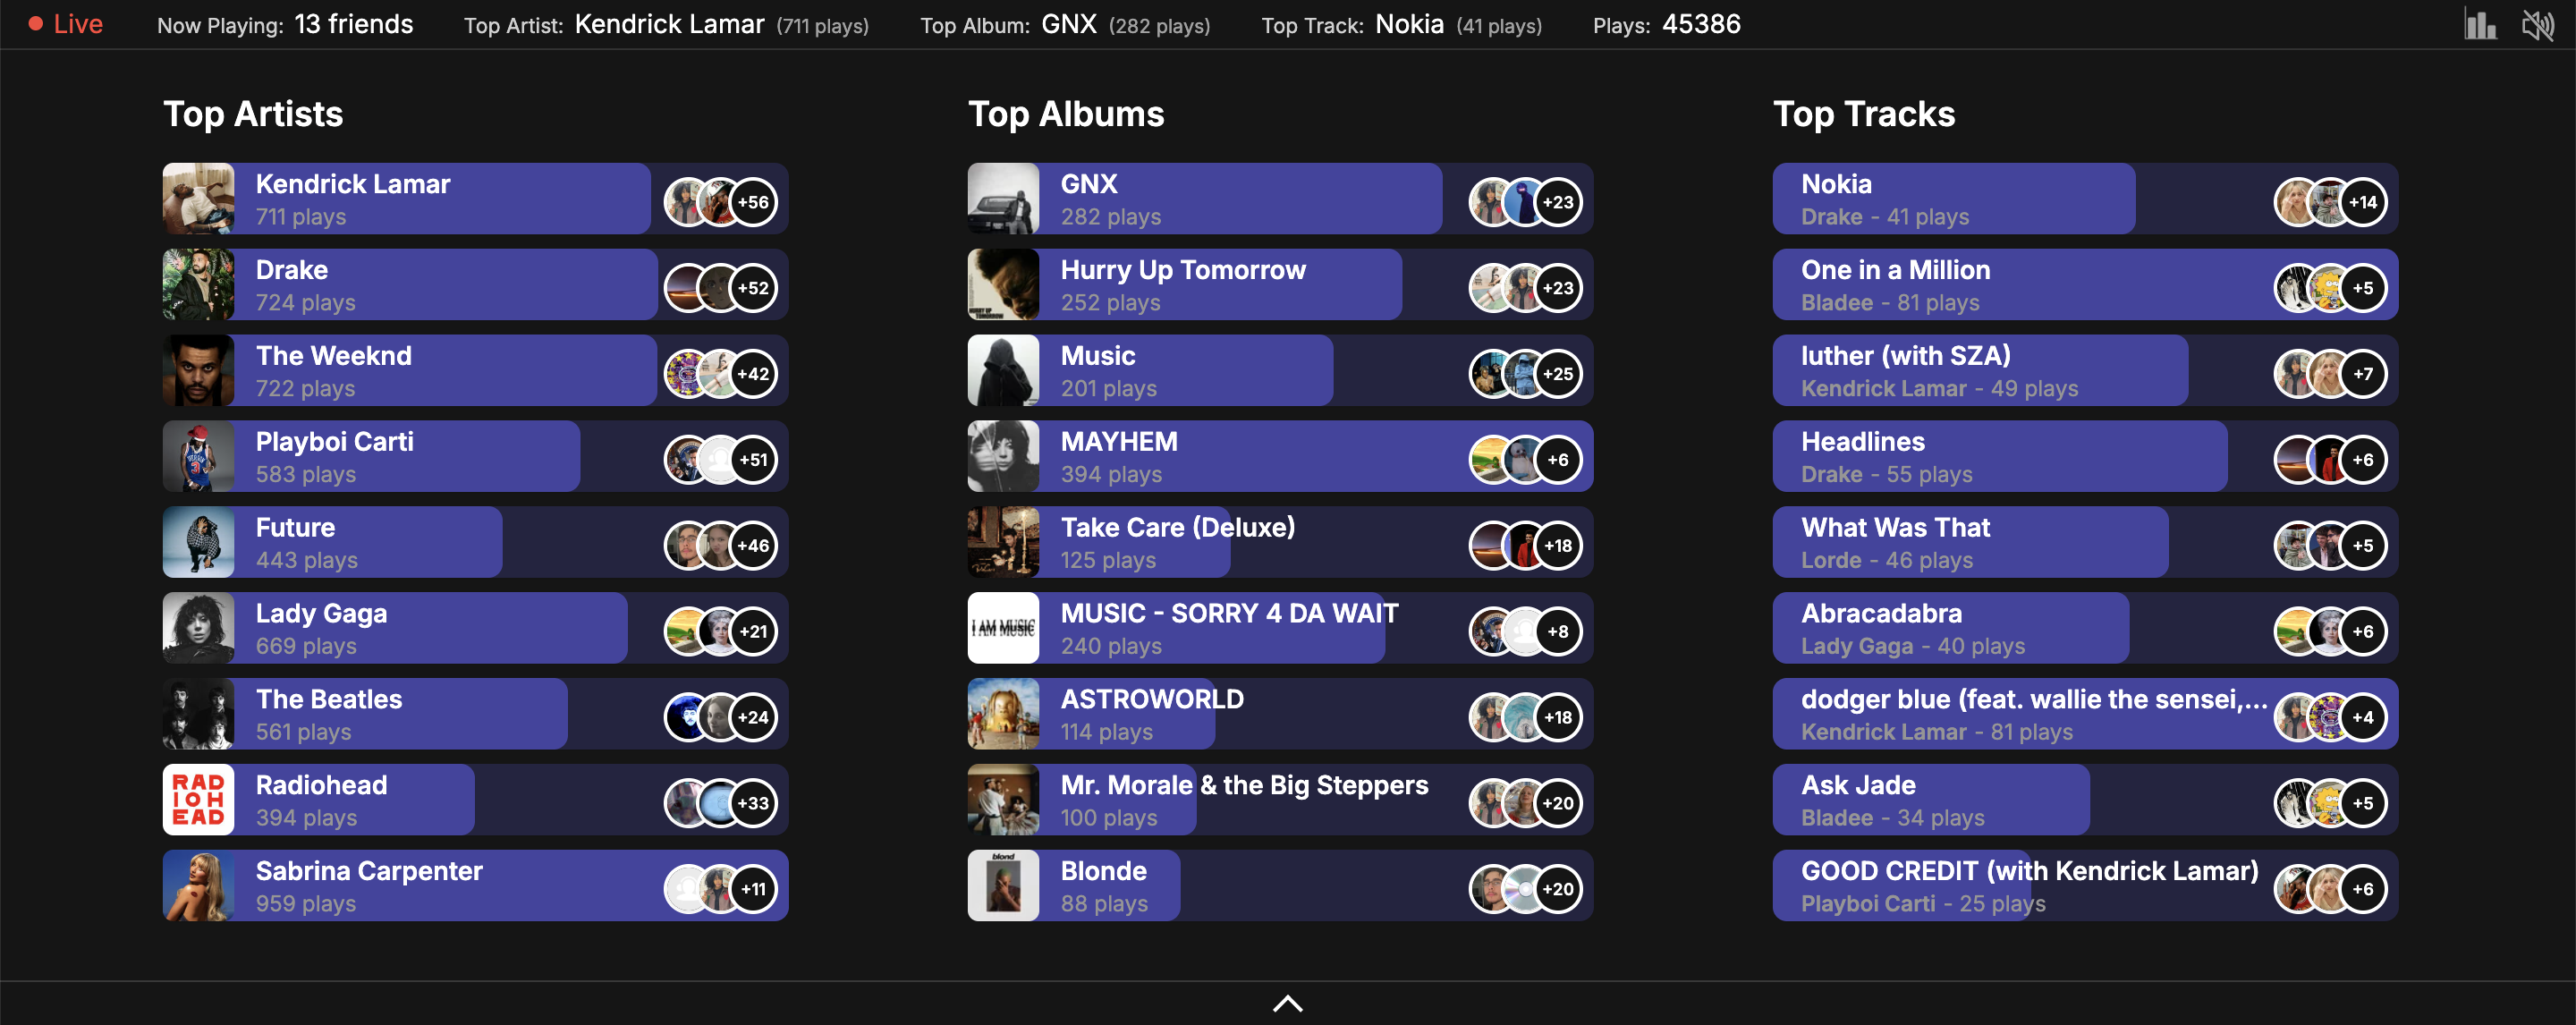 Live
Now Playing: 13 friends
Top Artist: Kendrick Lamar (711 plays)
Top Album: GNX (282 plays)
Top Track: Nokia (41 plays)
Plays: 45386
Top Artists
Kendrick Lamar
711 plays
+56
Drake
724 plays
+52
The Weeknd
722 plays
+42
Playboi Carti
583 plays
+51
Future
443 plays
+46
Lady Gaga
669 plays
+21
The Beatles
561 plays
+24
RAD
IOH
EAD
Radiohead
394 plays
+33
Sabrina Carpenter
959 plays
+11
Top Albums
GNX
282 plays
+23
HURRY UP
TOMORROW
Hurry Up Tomorrow
252 plays
+23
Music
201 plays
+25
MAYHEM
394 plays
+6
Take Care (Deluxe)
125 plays
+18
I AM MUSIC
MUSIC - SORRY 4 DA WAIT
240 plays
+8
ASTROWORLD
114 plays
+18
Mr. Morale & the Big Steppers
100 plays
+20
blond
Blonde
88 plays
+20
Top Tracks
Nokia
Drake - 41 plays
+14
One in a Million
Bladee - 81 plays
+5
luther (with SZA)
Kendrick Lamar - 49 plays
+7
Headlines
Drake - 55 plays
+6
What Was That
Lorde - 46 plays
+5
Abracadabra
Lady Gaga - 40 plays
+6
dodger blue (feat. wallie the sensei,...
Kendrick Lamar - 81 plays
+4
Ask Jade
Bladee - 34 plays
+5
GOOD CREDIT (with Kendrick Lamar)
Playboi Carti - 25 plays
+6